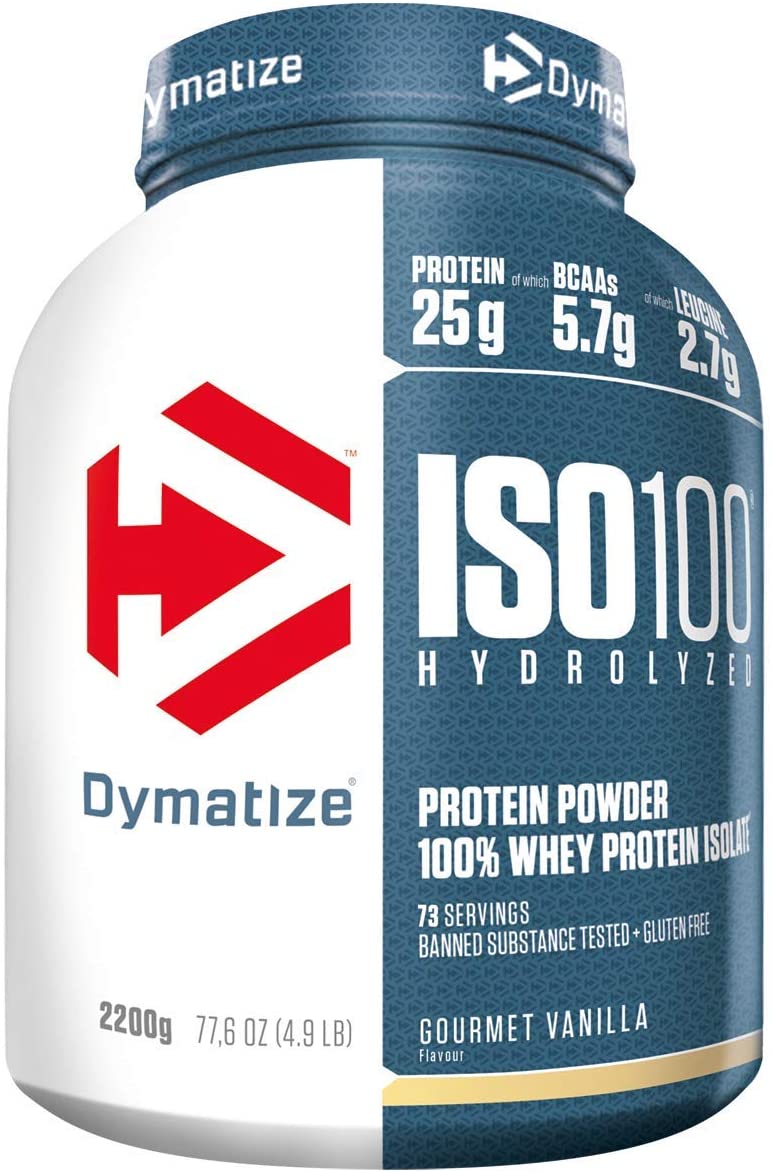 Dymatize
Dyma
PROTEIN of which BCAAs of which LEUCINE
25g 5.7g 2.7g
™
ISO100®
HYDROLYZED
Dymatize®
PROTEIN POWDER
100% WHEY PROTEIN ISOLATE
73 SERVINGS
BANNED SUBSTANCE TESTED + GLUTEN FREE
2200g 77,6 OZ (4.9 LB)
GOURMET VANILLA
Flavour